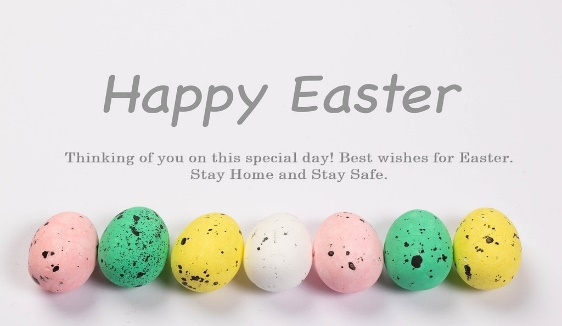 Happy Easter
Thinking of you on this special day! Best wishes for Easter.
Stay Home and Stay Safe.